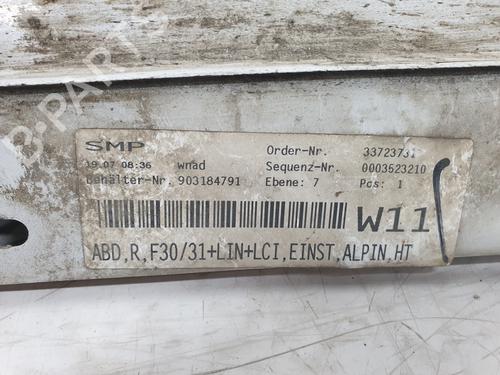 SMP
19.07 08:36 wnad
Behälter-Nr. 903184791
Order-Nr. 33723731
Sequenz-Nr. 0003523210
Ebene: 7 Pos: 1
W11
ABD,R,F30/31+LIN+LCI,EINST,ALPIN,HT